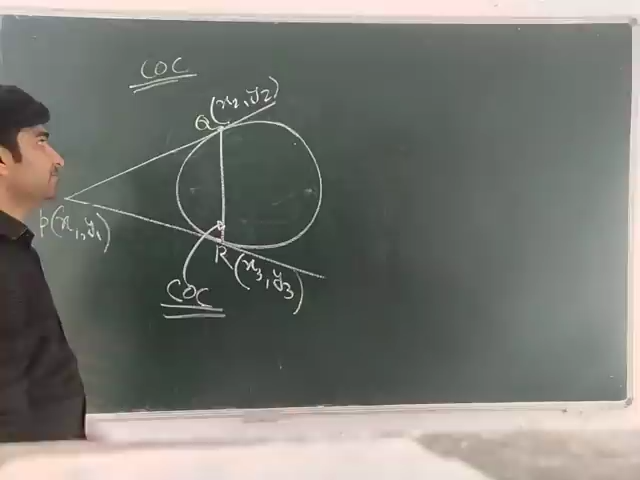 COC
Q(x2, y2)
P(x1, y1)
R(x3, y3)
COC